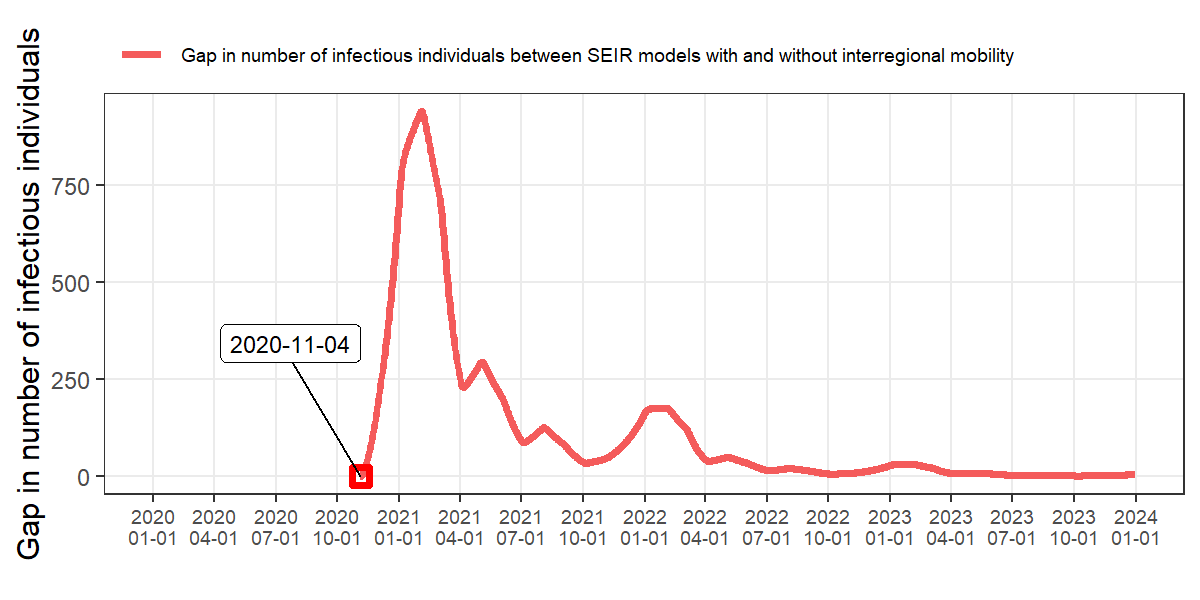 Gap in number of infectious individuals between SEIR models with and without interregional mobility
Gap in number of infectious individuals
750
500
250
0
2020-11-04
2020 2020 2020 2020 2021 2021 2021 2021 2022 2022 2022 2023 2023 2023 2023 2024
01-01 04-01 07-01 10-01 01-01 04-01 07-01 10-01 01-01 04-01 07-01 10-01 01-01 04-01 07-01 10-01 01-01